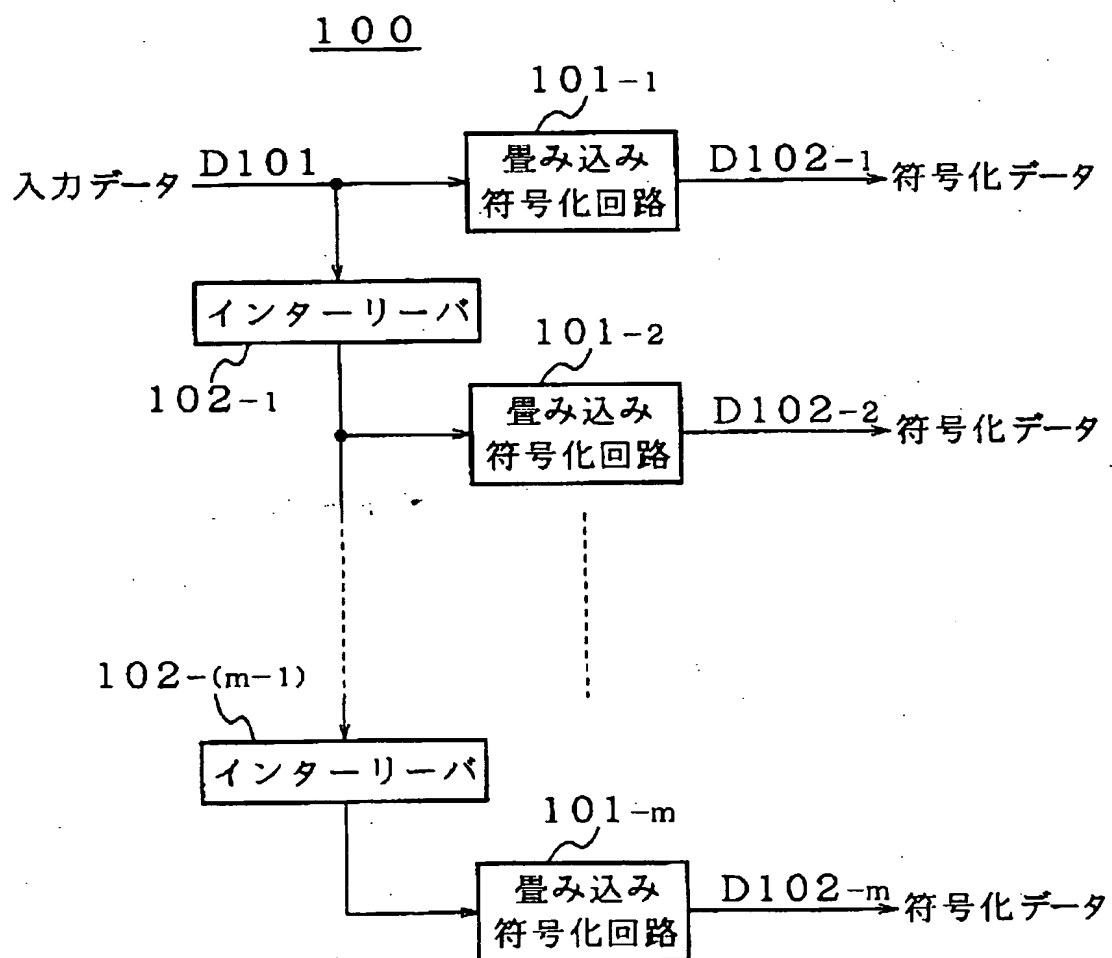 100
101-1
入力データ
D101
畳み込み
符号化回路
D102-1
符号化データ
インターリーバ
102-1
101-2
畳み込み
符号化回路
D102-2
符号化データ
102-(m-1)
インターリーバ
101-m
畳み込み
符号化回路
D102-m
符号化データ